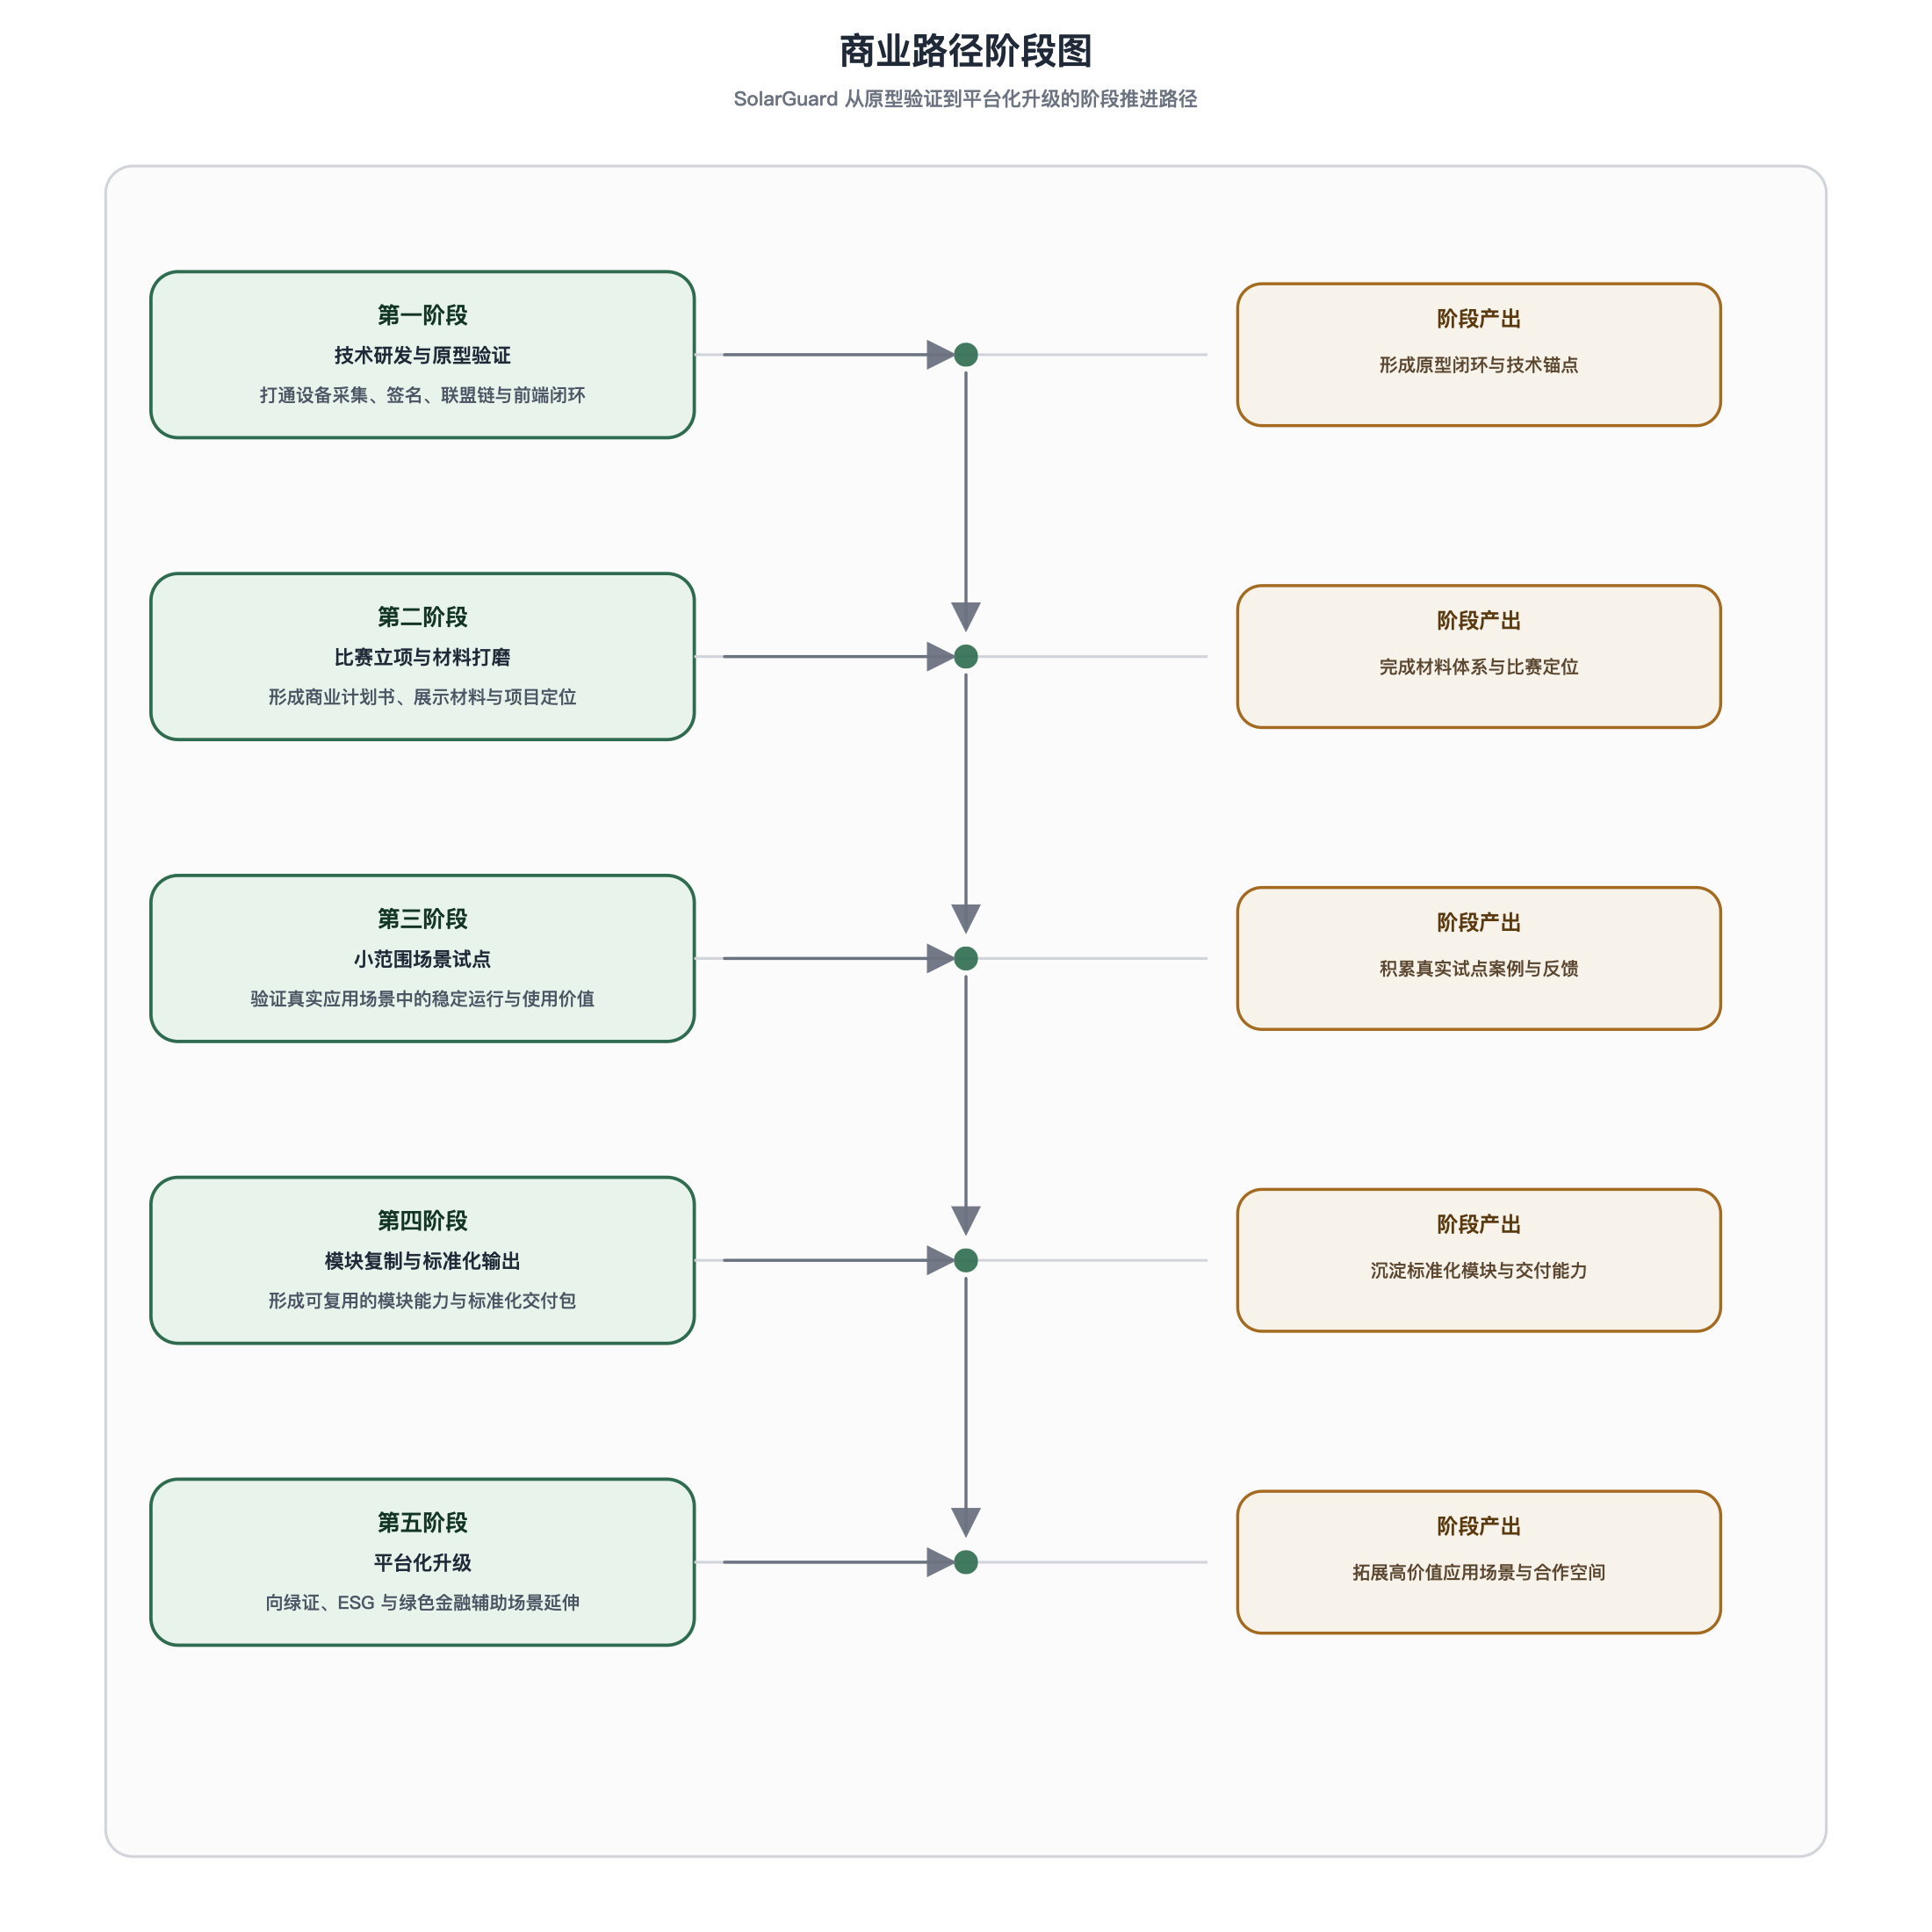 商业路径阶段图
SolarGuard 从原型验证到平台化升级的阶段推进路径
第一阶段
技术研发与原型验证
打通设备采集、签名、联盟链与前端闭环
阶段产出
形成原型闭环与技术锚点
第二阶段
比赛立项与材料打磨
形成商业计划书、展示材料与项目定位
阶段产出
完成材料体系与比赛定位
第三阶段
小范围场景试点
验证真实应用场景中的稳定运行与使用价值
阶段产出
积累真实试点案例与反馈
第四阶段
模块复制与标准化输出
形成可复用的模块能力与标准化交付包
阶段产出
沉淀标准化模块与交付能力
第五阶段
平台化升级
向绿证、ESG 与绿色金融辅助场景延伸
阶段产出
拓展高价值应用场景与合作空间